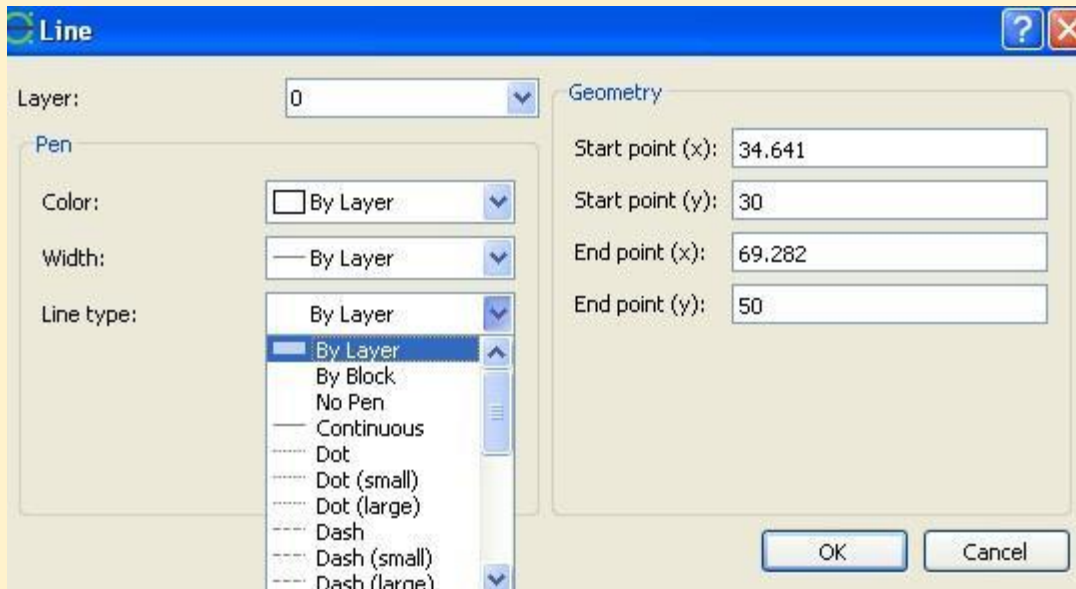 Line
Layer:
0
Pen
Color:
By Layer
Width:
By Layer
Line type:
By Layer
By Layer
By Block
No Pen
Continuous
Dot
Dot (small)
Dot (large)
Dash
Dash (small)
Dash (large)
Geometry
Start point (x): 34.641
Start point (y): 30
End point (x): 69.282
End point (y): 50
OK
Cancel